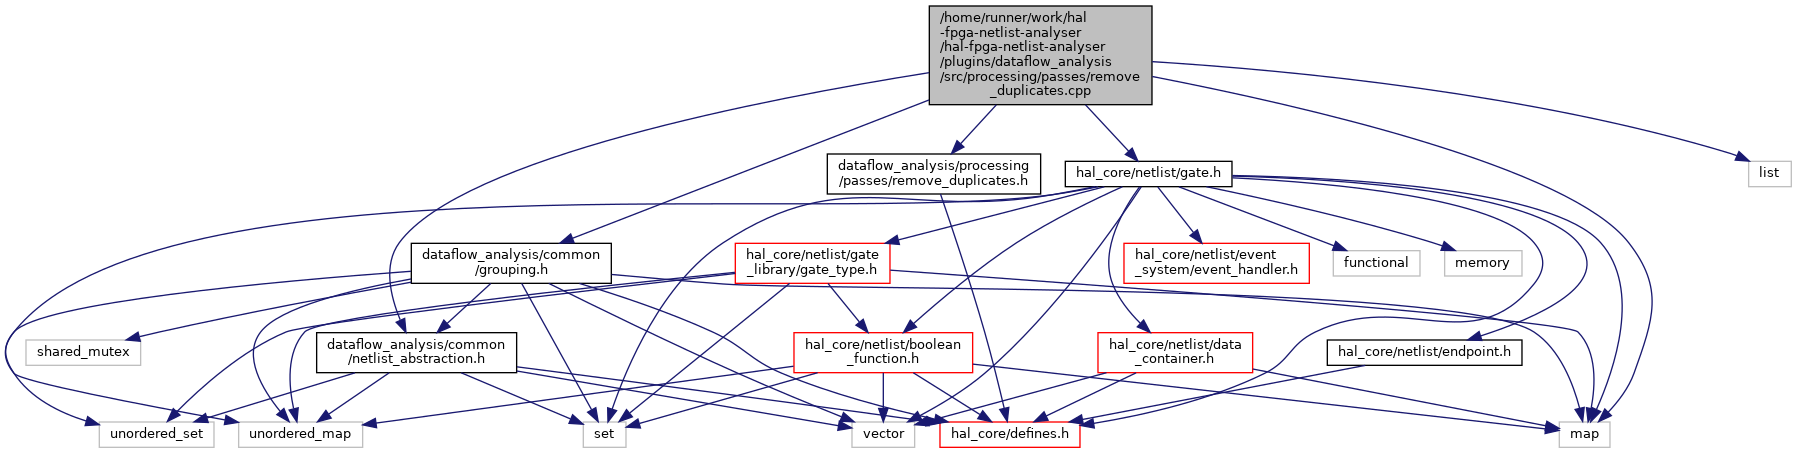 /home/runner/work/hal
-fpga-netlist-analyser
/hal-fpga-netlist-analyser
/plugins/dataflow_analysis
/src/processing/passes/remove
_duplicates.cpp
dataflow_analysis/processing
/passes/remove_duplicates.h
hal_core/netlist/gate.h
list
dataflow_analysis/common
/grouping.h
hal_core/netlist/gate
_library/gate_type.h
hal_core/netlist/event
_system/event_handler.h
functional
memory
shared_mutex
dataflow_analysis/common
/netlist_abstraction.h
hal_core/netlist/boolean
_function.h
hal_core/netlist/data
_container.h
hal_core/netlist/endpoint.h
unordered_set
unordered_map
set
vector
hal_core/defines.h
map